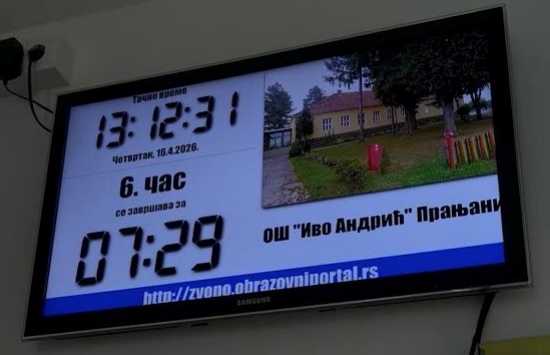 Тачно време
13:12:31
Четвртак, 16.4.2026.
6. час
се завршава за
07:29
ОШ "Иво Андрић" Прањани
http://zvono.obrazovniportal.rs
SAMSUNG